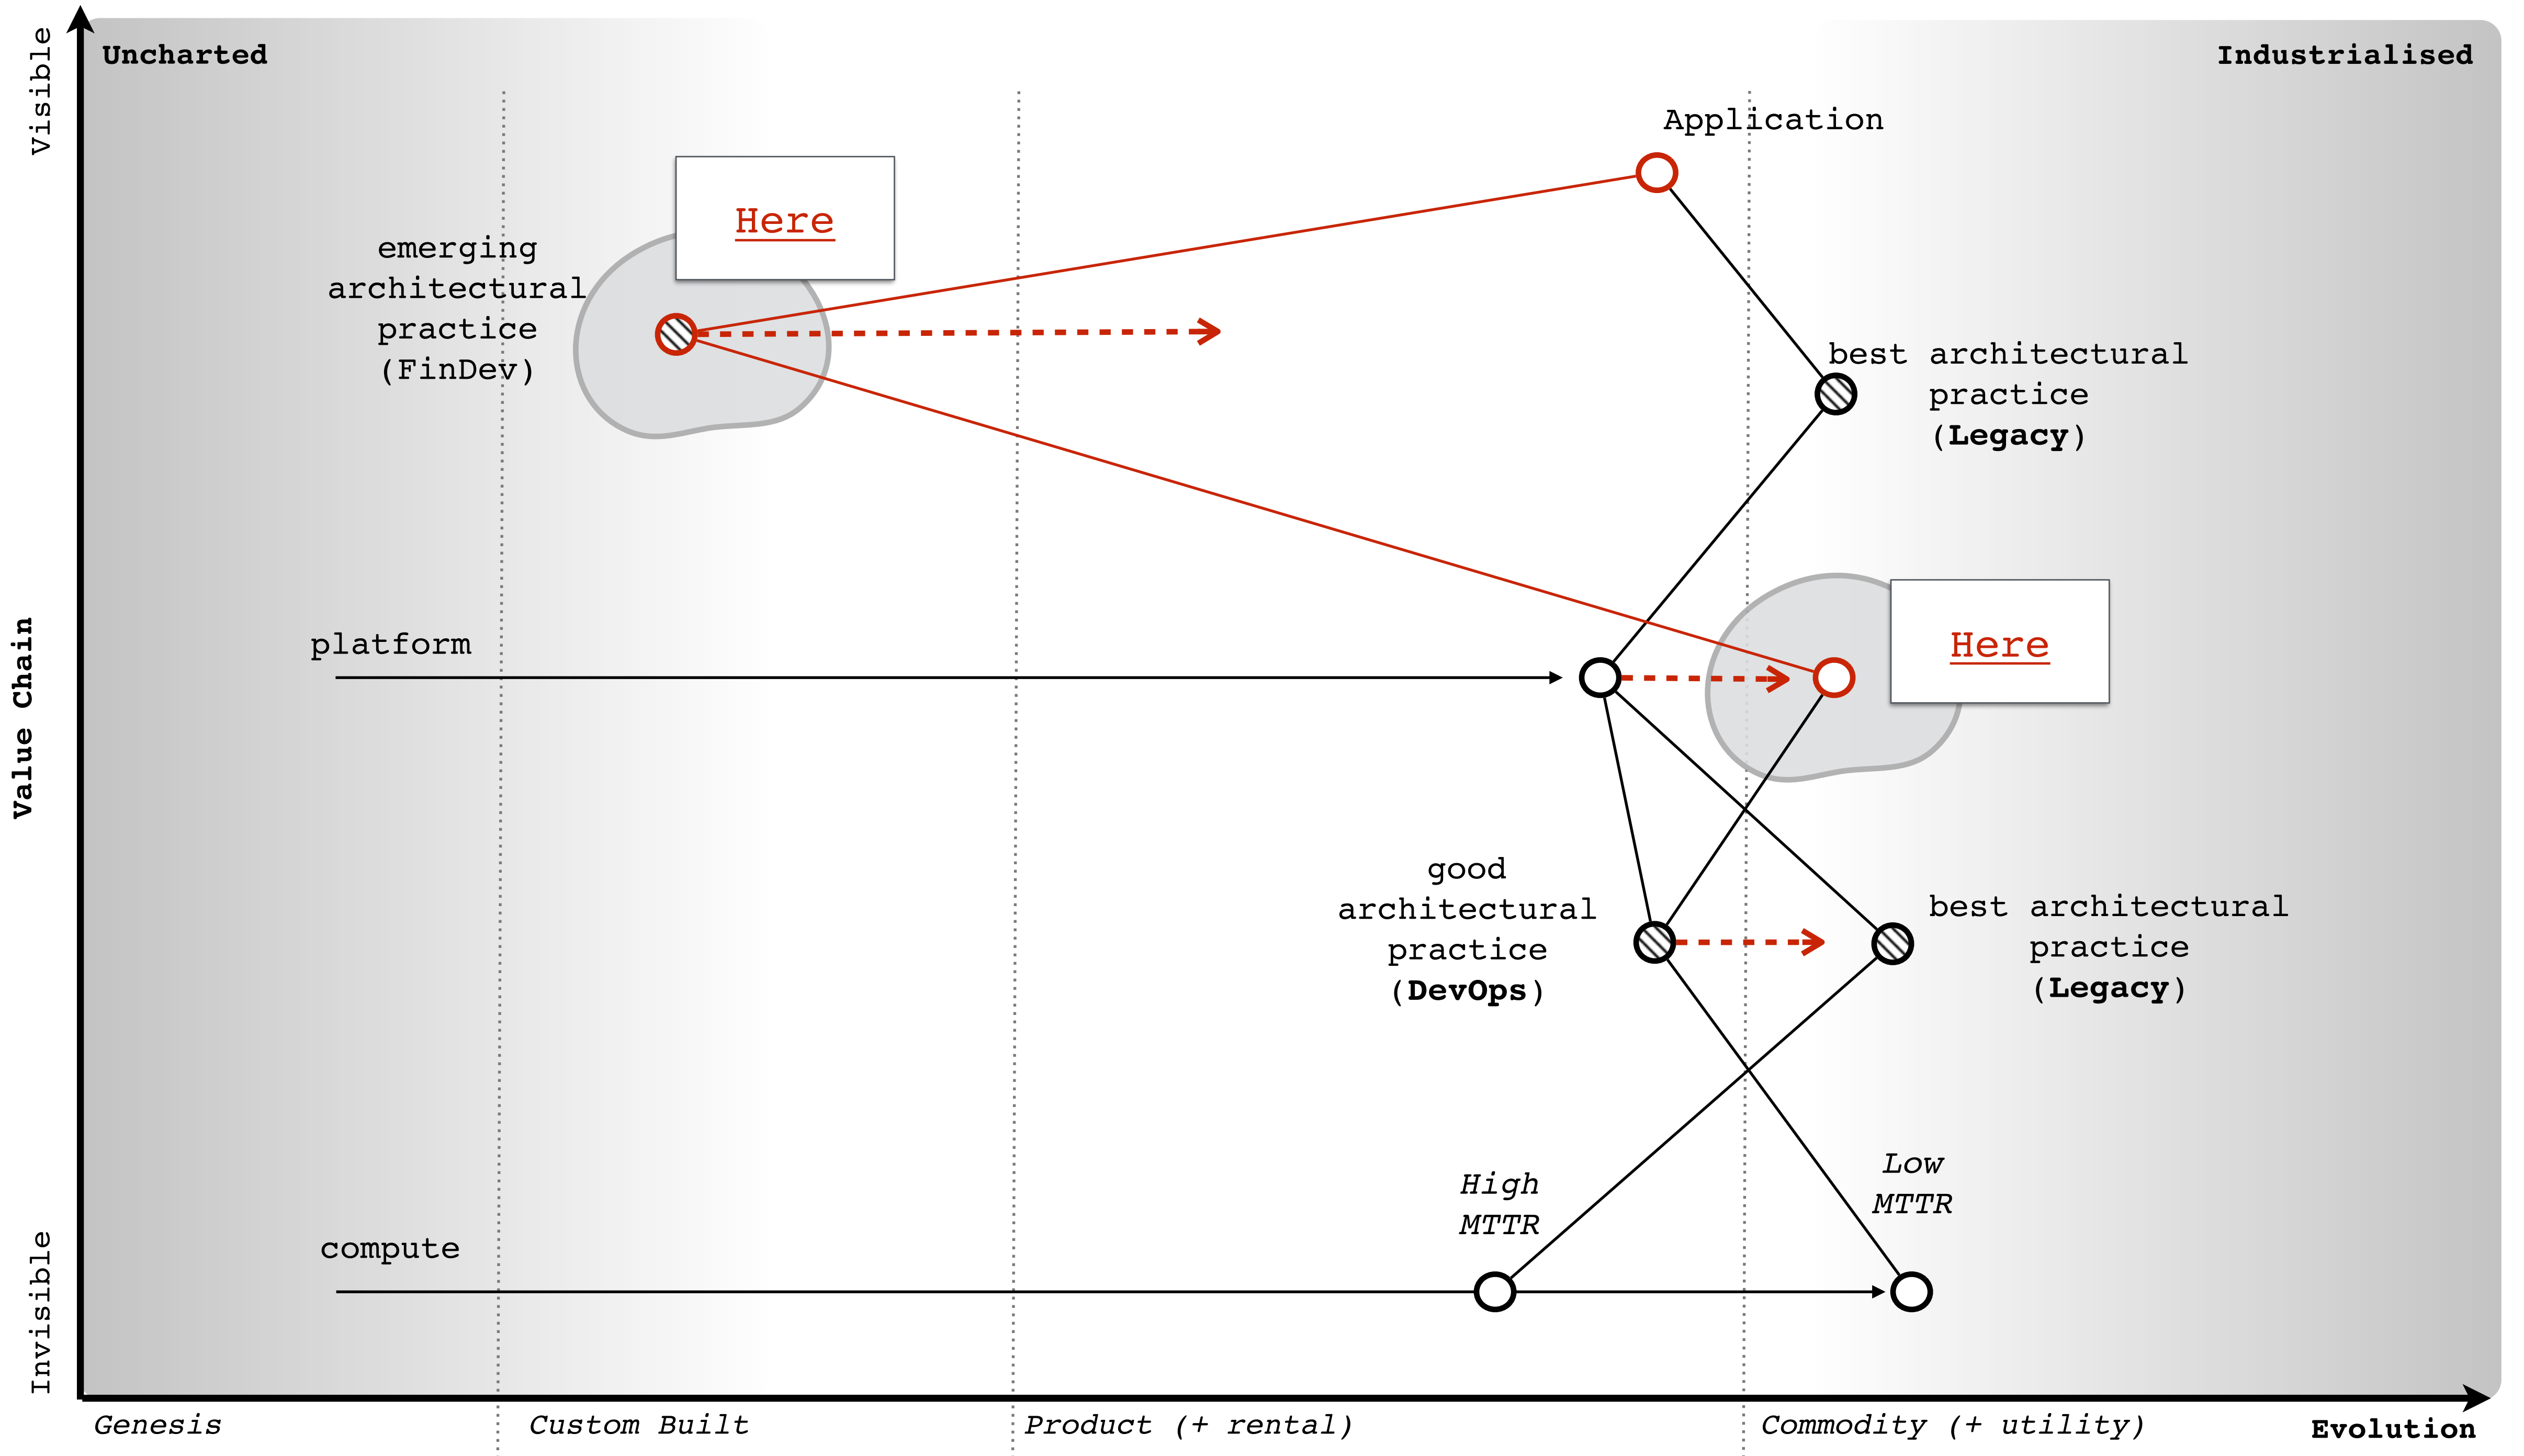 Visible
Uncharted
Industrialised
Application
Here
emerging
architectural
practice
(FinDev)
best architectural
practice
(Legacy)
platform
Here
Value Chain
good
architectural
practice
(DevOps)
best architectural
practice
(Legacy)
High
MTTR
Low
MTTR
compute
Invisible
Genesis
Custom Built
Product (+ rental)
Commodity (+ utility)
Evolution